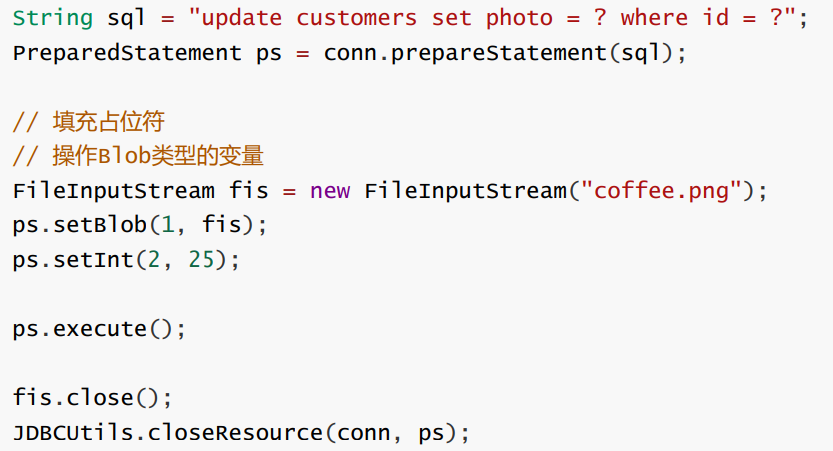 String sql = "update customers set photo = ? where id = ?";
PreparedStatement ps = conn.prepareStatement(sql);
// 填充占位符
// 操作Blob类型的变量
FileInputStream fis = new FileInputStream("coffee.png");
ps.setBlob(1, fis);
ps.setInt(2, 25);
ps.execute();
fis.close();
JDBCUtils.closeResource(conn, ps);